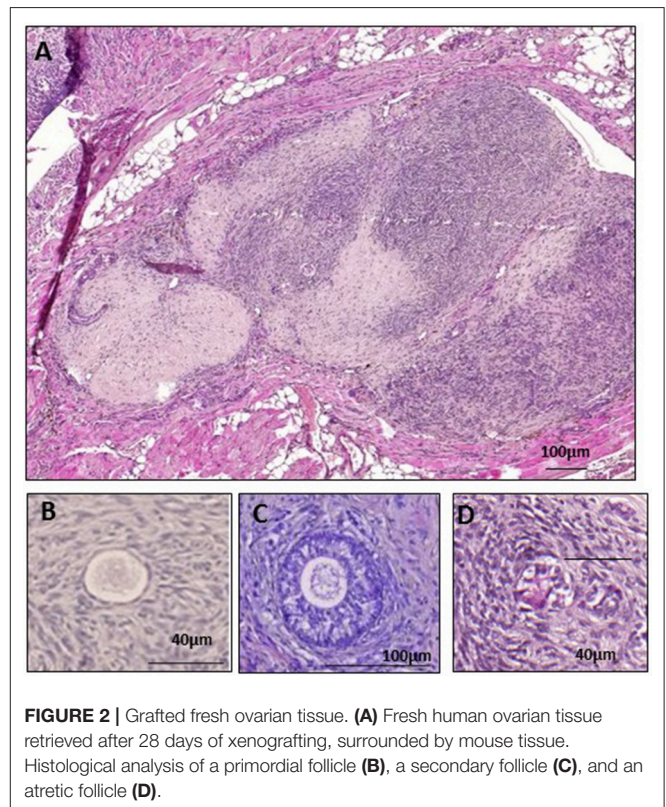 A
100µm
B
40µm
C
100µm
D
40µm
FIGURE 2 | Grafted fresh ovarian tissue. (A) Fresh human ovarian tissue
retrieved after 28 days of xenografting, surrounded by mouse tissue.
Histological analysis of a primordial follicle (B), a secondary follicle (C), and an
atretic follicle (D).